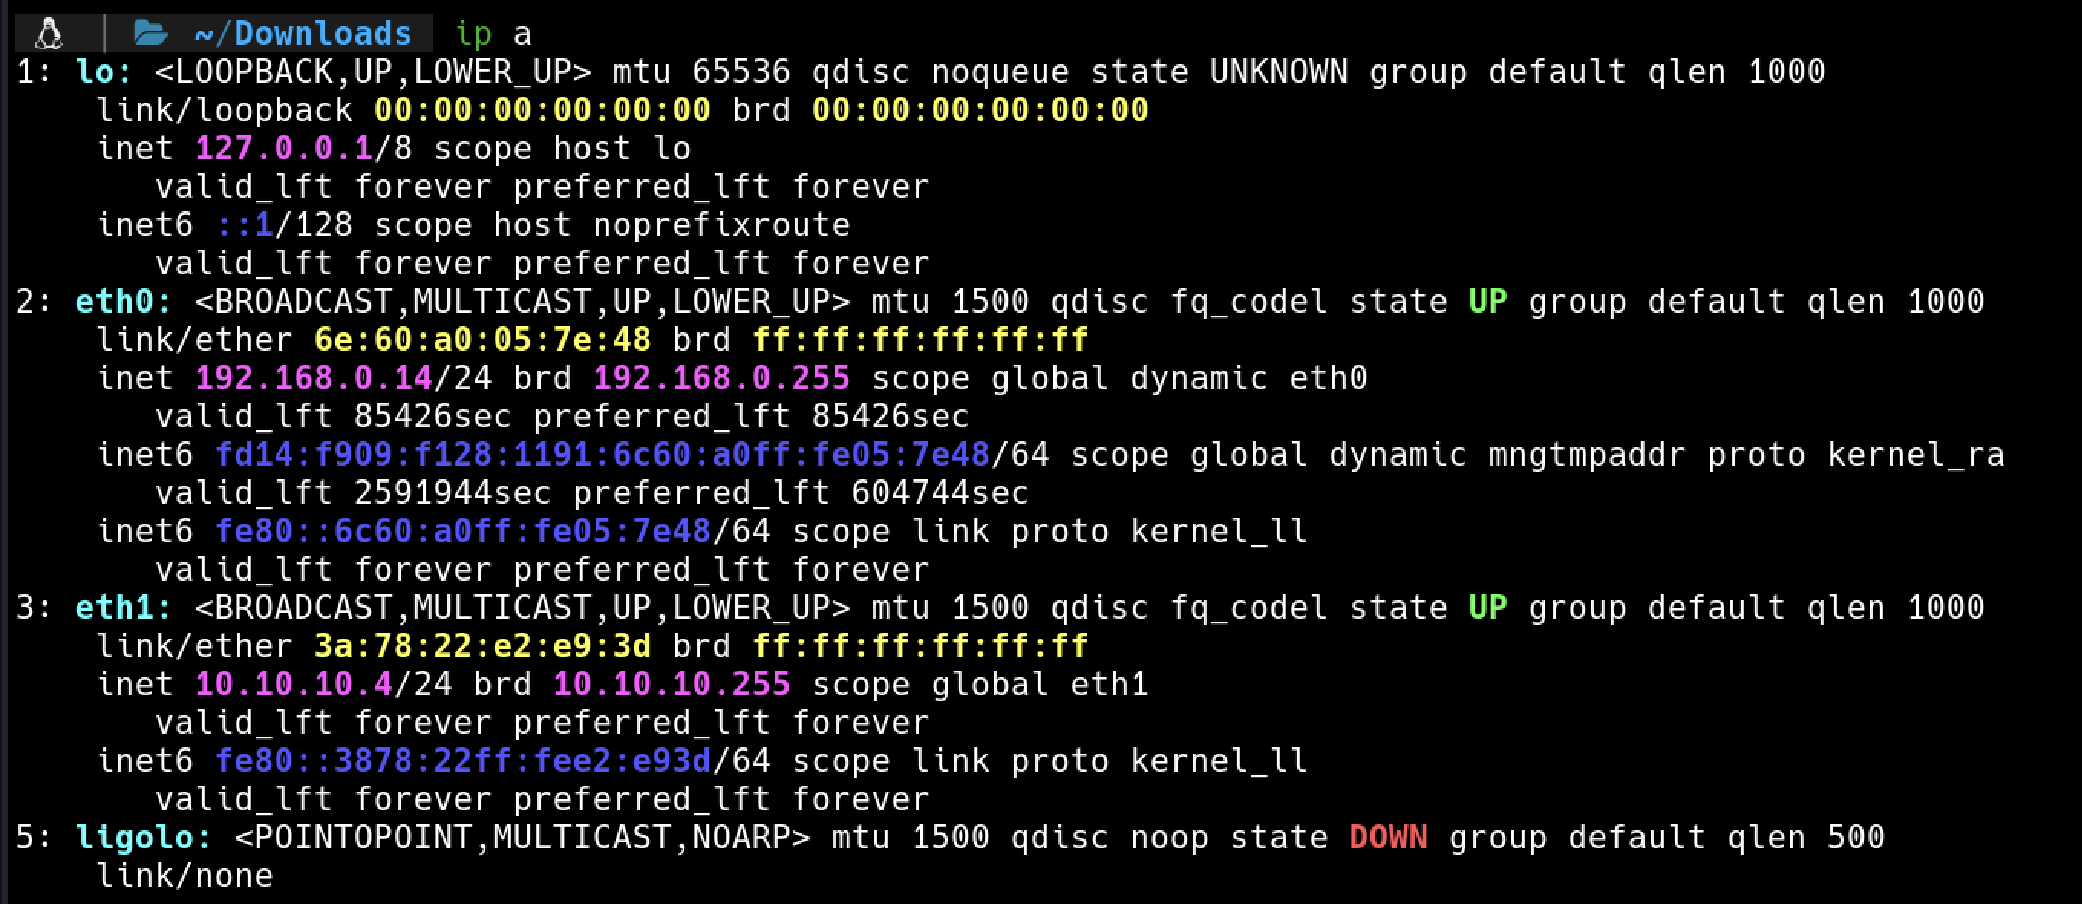 ~/Downloads ip a
1: lo: <LOOPBACK,UP,LOWER_UP> mtu 65536 qdisc noqueue state UNKNOWN group default qlen 1000
link/loopback 00:00:00:00:00:00 brd 00:00:00:00:00:00
inet 127.0.0.1/8 scope host lo
valid_lft forever preferred_lft forever
inet6 ::1/128 scope host noprefixroute
valid_lft forever preferred_lft forever
2: eth0: <BROADCAST,MULTICAST,UP,LOWER_UP> mtu 1500 qdisc fq_codel state UP group default qlen 1000
link/ether 6e:60:a0:05:7e:48 brd ff:ff:ff:ff:ff:ff
inet 192.168.0.14/24 brd 192.168.0.255 scope global dynamic eth0
valid_lft 85426sec preferred_lft 85426sec
inet6 fd14:f909:f128:1191:6c60:a0ff:fe05:7e48/64 scope global dynamic mngtmpaddr proto kernel_ra
valid_lft 2591944sec preferred_lft 604744sec
inet6 fe80::6c60:a0ff:fe05:7e48/64 scope link proto kernel_ll
valid_lft forever preferred_lft forever
3: eth1: <BROADCAST,MULTICAST,UP,LOWER_UP> mtu 1500 qdisc fq_codel state UP group default qlen 1000
link/ether 3a:78:22:e2:e9:3d brd ff:ff:ff:ff:ff:ff
inet 10.10.10.4/24 brd 10.10.10.255 scope global eth1
valid_lft forever preferred_lft forever
inet6 fe80::3878:22ff:fee2:e93d/64 scope link proto kernel_ll
valid_lft forever preferred_lft forever
5: ligolo: <POINTOPOINT,MULTICAST,NOARP> mtu 1500 qdisc noop state DOWN group default qlen 500
link/none